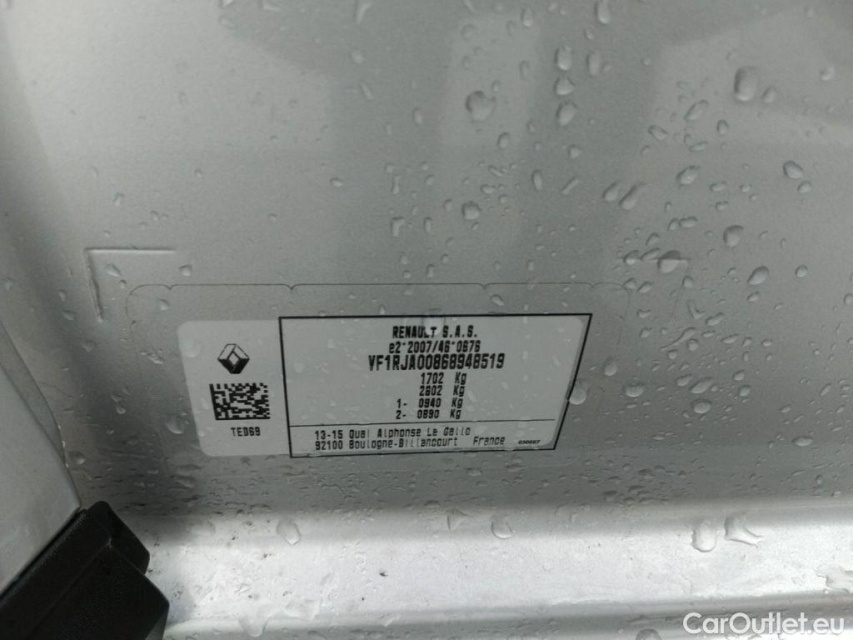 RENAULT S.A.S.
e2*2007/46*0676
VF1RJA00868948519
1702 Kg
2802 Kg
1- 0940 Kg
2- 0890 Kg
TED69
13-15 Quai Alphonse Le Gallo
92100 Boulogne-Billancourt France
CarOutlet.eu